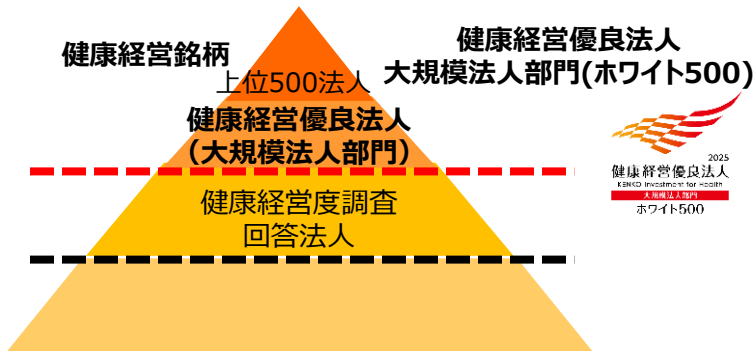 健康経営銘柄
上位500法人
健康経営優良法人
（大規模法人部門）
健康経営度調査
回答法人
健康経営優良法人
大規模法人部門(ホワイト500)
2025
健康経営優良法人
KENKO Investment for Health
大規模法人部門
ホワイト500